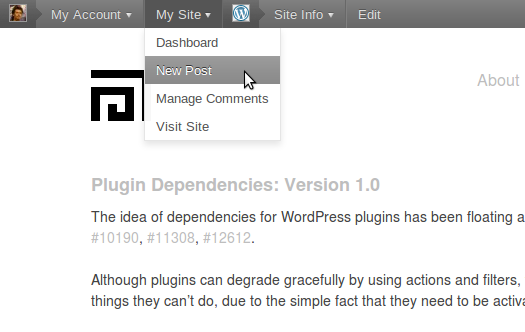 My Account ▾ My Site ▾ Site Info ▾ Edit
Dashboard
New Post
Manage Comments
Visit Site
About
Plugin Dependencies: Version 1.0
The idea of dependencies for WordPress plugins has been floating a
#10190, #11308, #12612.
Although plugins can degrade gracefully by using actions and filters,
things they can't do, due to the simple fact that they need to be activa